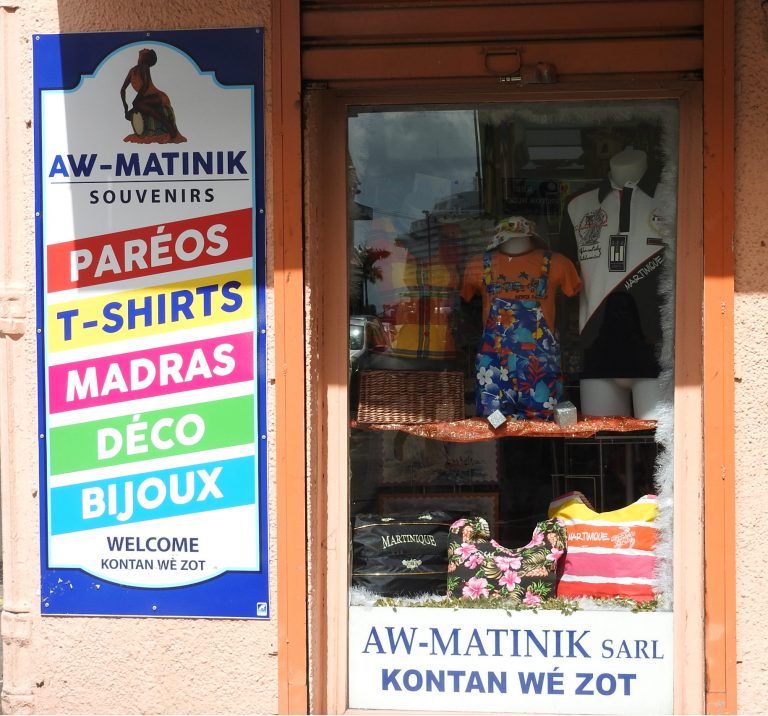 AW-MATINIK
SOUVENIRS
PARÉOS
T-SHIRTS
MADRAS
DÉCO
BIJOUX
WELCOME
KONTAN WÈ ZOT
MARTINIQUE
MARTINIQUE
MARTINIQUE
AW-MATINIK SARL
KONTAN WÉ ZOT